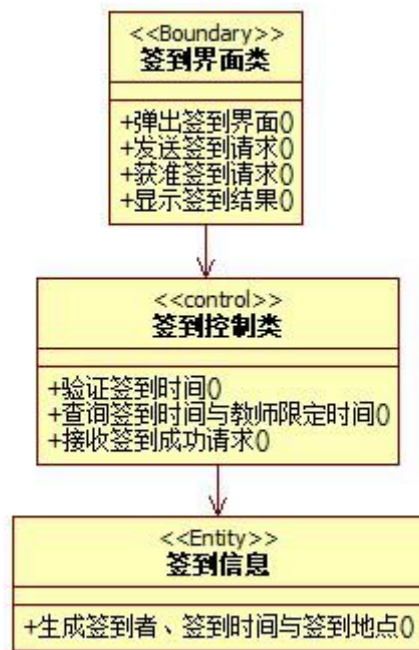 <<Boundary>>
签到界面类
+弹出签到界面()
+发送签到请求()
+获准签到请求()
+显示签到结果()
<<control>>
签到控制类
+验证签到时间()
+查询签到时间与教师限定时间()
+接收签到成功请求()
<<Entity>>
签到信息
+生成签到者、签到时间与签到地点()